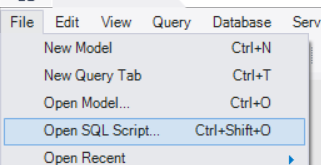 File Edit View Query Database Serv
New Model Ctrl+N
New Query Tab Ctrl+T
Open Model... Ctrl+O
Open SQL Script... Ctrl+Shift+O
Open Recent